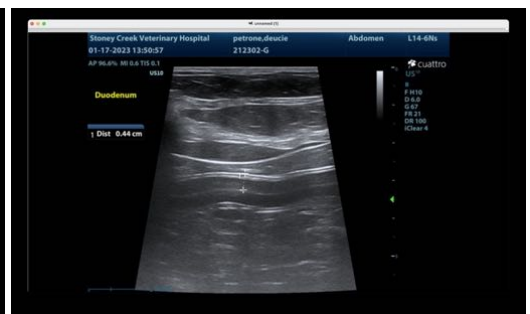 Stoney Creek Veterinary Hospital petrone,deucie Abdomen L14-6Ns
01-17-2023 13:50:57 212302-G
AP 96.6% MI 0.6 TIS 0.1
US10
cuattro
Duodenum
F H10
D 6.0
G 67
FR 21
DR 100
iClear 4
1 Dist 0.44 cm